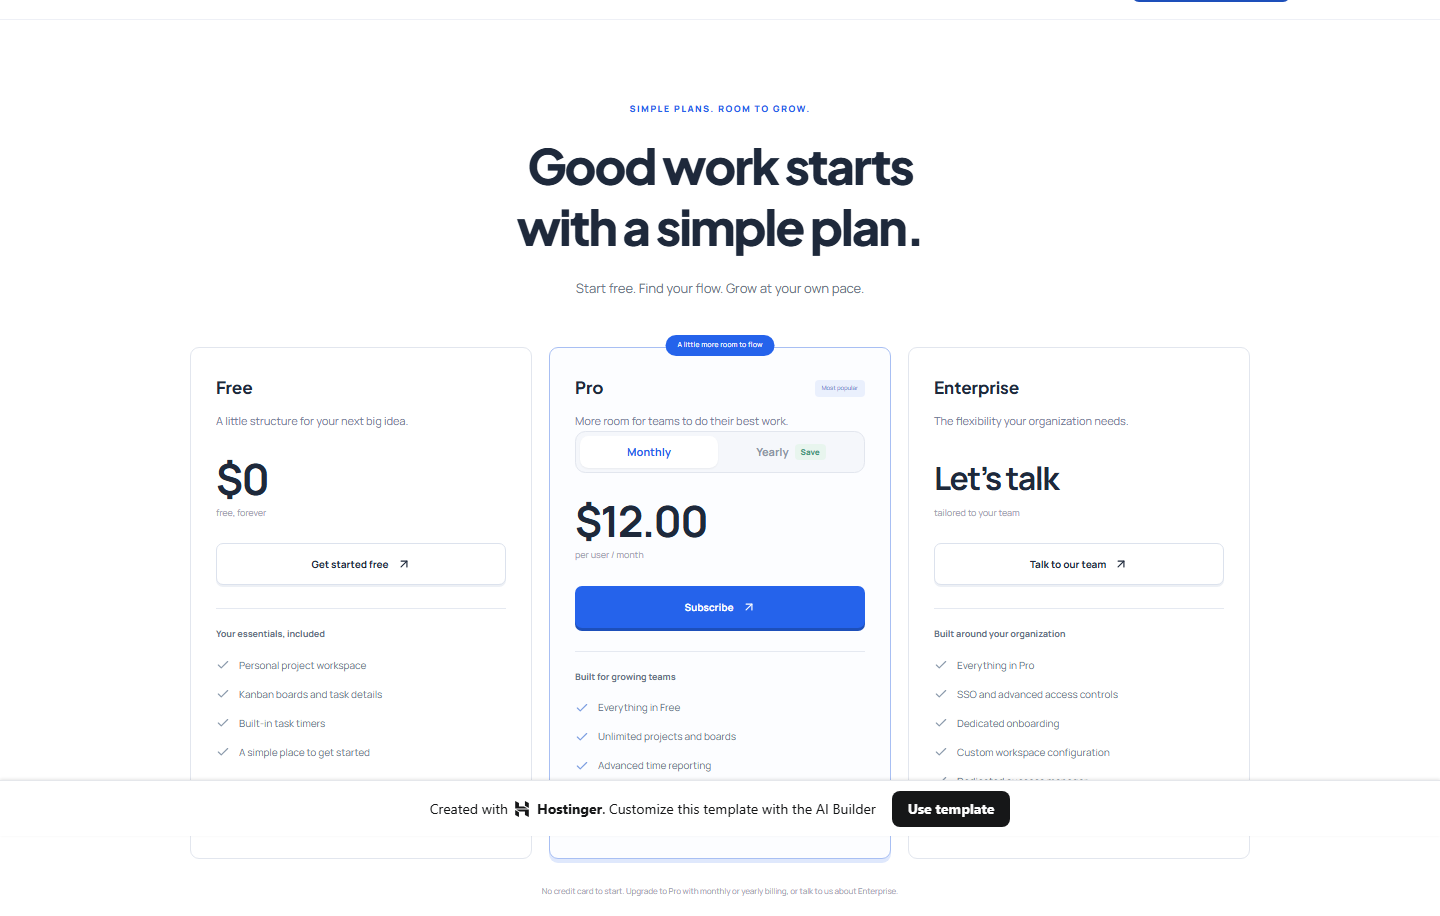 SIMPLE PLANS. ROOM TO GROW.
Good work starts
with a simple plan.
Start free. Find your flow. Grow at your own pace.
Free
A little structure for your next big idea.
$0
free, forever
Get started free
Your essentials, included
Personal project workspace
Kanban boards and task details
Built-in task timers
A simple place to get started
A little more room to flow
Pro
Most popular
More room for teams to do their best work.
Monthly
Yearly Save
$12.00
per user / month
Subscribe
Built for growing teams
Everything in Free
Unlimited projects and boards
Advanced time reporting
Enterprise
The flexibility your organization needs.
Let's talk
tailored to your team
Talk to our team
Built around your organization
Everything in Pro
SSO and advanced access controls
Dedicated onboarding
Custom workspace configuration
Created with Hostinger. Customize this template with the AI Builder
Use template
No credit card to start. Upgrade to Pro with monthly or yearly billing, or talk to us about Enterprise.